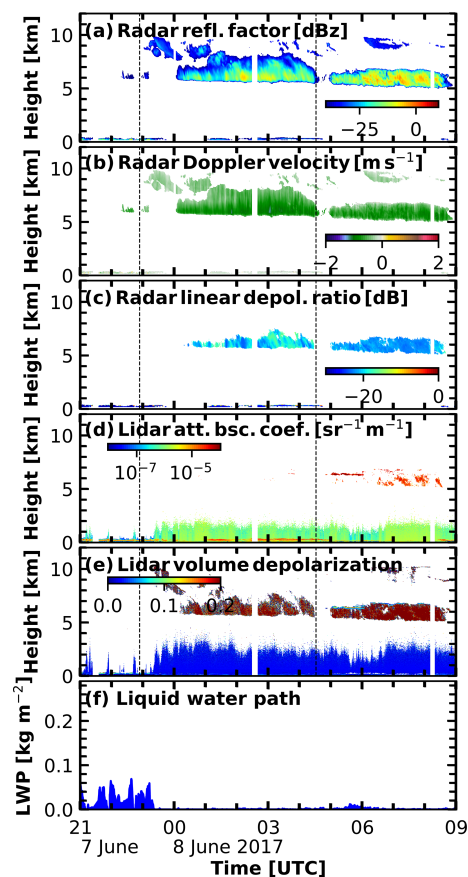 (a) Radar refl. factor [dBz]
Height [km]
10
5
0
−25 0
(b) Radar Doppler velocity [m s⁻¹]
Height [km]
10
5
0
−2 0 2
(c) Radar linear depol. ratio [dB]
Height [km]
10
5
0
−20 0
(d) Lidar att. bsc. coef. [sr⁻¹ m⁻¹]
Height [km]
10
5
0
10⁻⁷ 10⁻⁵
(e) Lidar volume depolarization
Height [km]
10
5
0
0.0 0.1 0.2
(f) Liquid water path
LWP [kg m⁻²]
0.2
0.1
0.0
21 00 03 06 09
7 June 8 June 2017
Time [UTC]